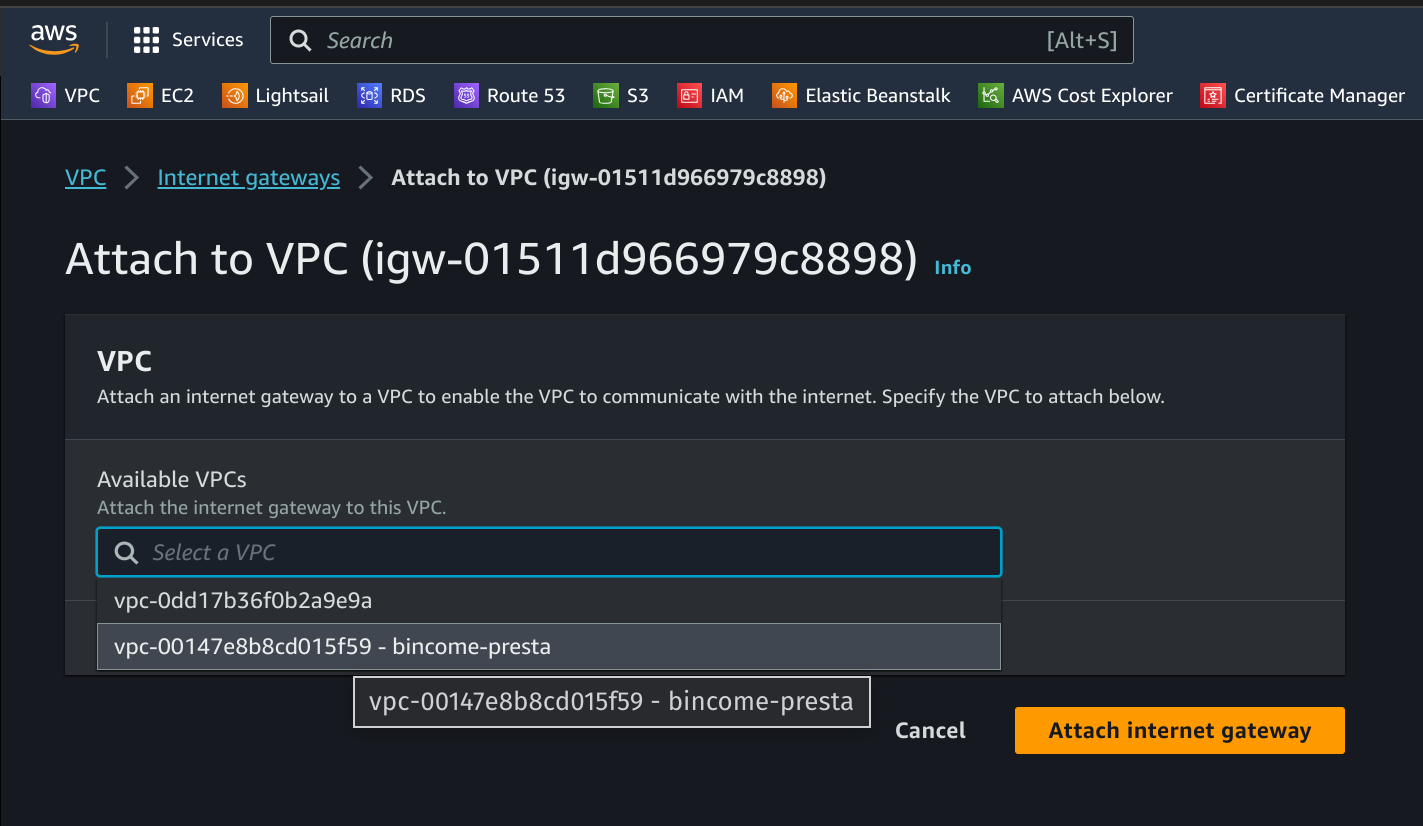 aws Services Search [Alt+S]
VPC EC2 Lightsail RDS Route 53 S3 IAM Elastic Beanstalk AWS Cost Explorer Certificate Manager
VPC Internet gateways Attach to VPC (igw-01511d966979c8898)
Attach to VPC (igw-01511d966979c8898) Info
VPC
Attach an internet gateway to a VPC to enable the VPC to communicate with the internet. Specify the VPC to attach below.
Available VPCs
Attach the internet gateway to this VPC.
Select a VPC
vpc-0dd17b36f0b2a9e9a
vpc-00147e8b8cd015f59 - bincome-presta
vpc-00147e8b8cd015f59 - bincome-presta
Cancel Attach internet gateway